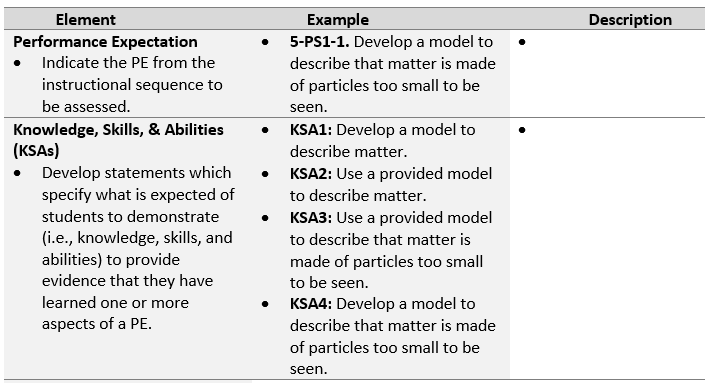 Element Example Description
Performance Expectation
• Indicate the PE from the
instructional sequence to
be assessed.
• 5-PS1-1. Develop a model to
describe that matter is made
of particles too small to be
seen.
•
Knowledge, Skills, & Abilities
(KSAs)
• Develop statements which
specify what is expected of
students to demonstrate
(i.e., knowledge, skills, and
abilities) to provide
evidence that they have
learned one or more
aspects of a PE.
• KSA1: Develop a model to
describe matter.
• KSA2: Use a provided model
to describe matter.
• KSA3: Use a provided model
to describe that matter is
made of particles too small
to be seen.
• KSA4: Develop a model to
describe that matter is made
of particles too small to be
seen.
•